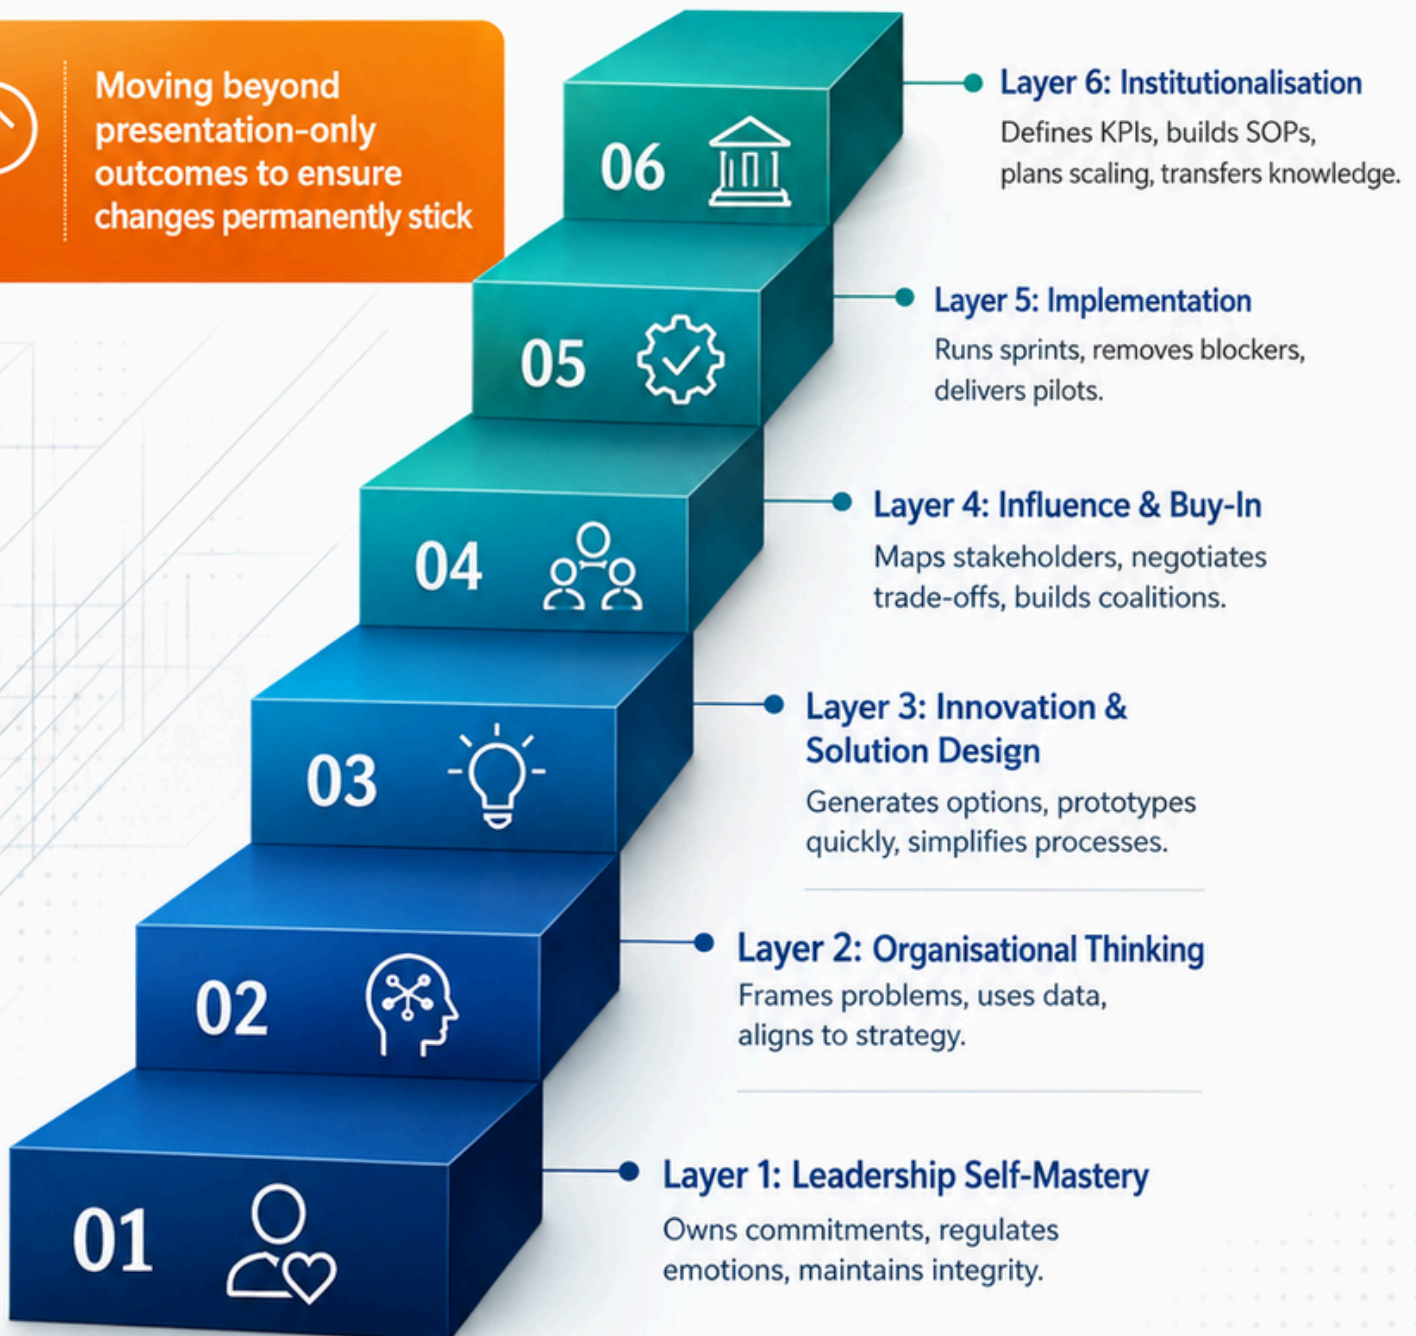 Moving beyond
presentation-only
outcomes to ensure
changes permanently stick
06
Layer 6: Institutionalisation
Defines KPIs, builds SOPs,
plans scaling, transfers knowledge.
05
Layer 5: Implementation
Runs sprints, removes blockers,
delivers pilots.
04
Layer 4: Influence & Buy-In
Maps stakeholders, negotiates
trade-offs, builds coalitions.
03
Layer 3: Innovation &
Solution Design
Generates options, prototypes
quickly, simplifies processes.
02
Layer 2: Organisational Thinking
Frames problems, uses data,
aligns to strategy.
01
Layer 1: Leadership Self-Mastery
Owns commitments, regulates
emotions, maintains integrity.